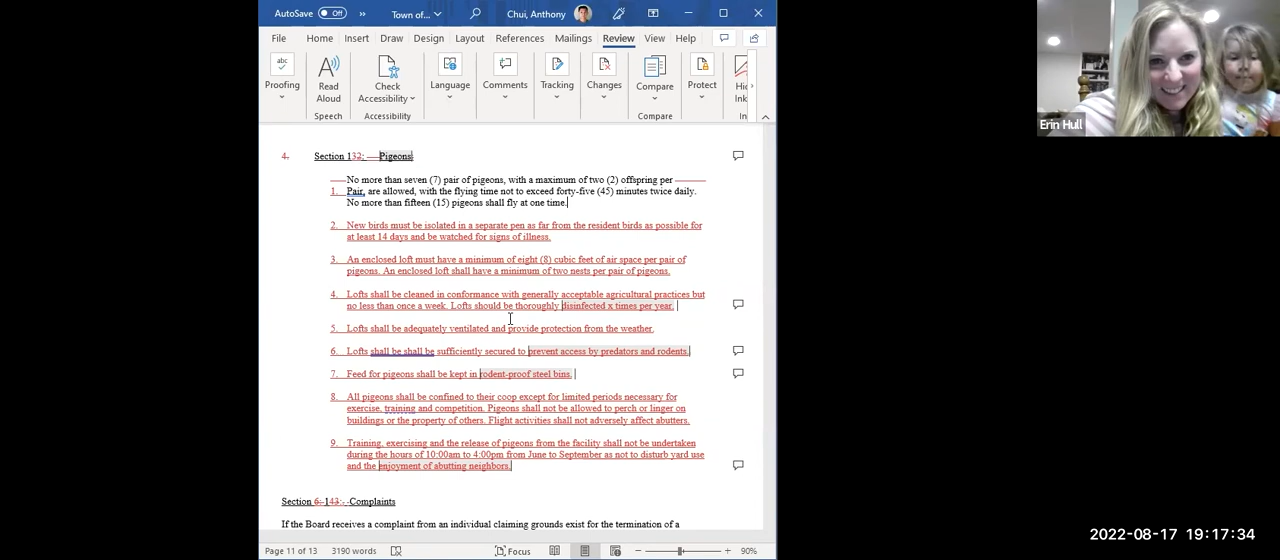 AutoSave Off » Town of... Chui, Anthony
File Home Insert Draw Design Layout References Mailings Review View Help
Proofing Read Aloud Check Accessibility Language Comments Tracking Changes Compare Protect Hide Ink
Speech Accessibility Compare
4. Section 132: Pigeons
No more than seven (7) pair of pigeons, with a maximum of two (2) offspring per
1. Pair, are allowed, with the flying time not to exceed forty-five (45) minutes twice daily.
No more than fifteen (15) pigeons shall fly at one time.
2. New birds must be isolated in a separate pen as far from the resident birds as possible for
at least 14 days and be watched for signs of illness.
3. An enclosed loft must have a minimum of eight (8) cubic feet of air space per pair of
pigeons. An enclosed loft shall have a minimum of two nests per pair of pigeons.
4. Lofts shall be cleaned in conformance with generally acceptable agricultural practices but
no less than once a week. Lofts should be thoroughly disinfected x times per year.
5. Lofts shall be adequately ventilated and provide protection from the weather.
6. Lofts shall be shall be sufficiently secured to prevent access by predators and rodents.
7. Feed for pigeons shall be kept in rodent-proof steel bins.
8. All pigeons shall be confined to their coop except for limited periods necessary for
exercise, training and competition. Pigeons shall not be allowed to perch or linger on
buildings or the property of others. Flight activities shall not adversely affect abutters.
9. Training, exercising and the release of pigeons from the facility shall not be undertaken
during the hours of 10:00am to 4:00pm from June to September as not to disturb yard use
and the enjoyment of abutting neighbors.
Section 6: 143: Complaints
If the Board receives a complaint from an individual claiming grounds exist for the termination of a
Page 11 of 13 3190 words Focus 90%
Erin Hull
2022-08-17 19:17:34